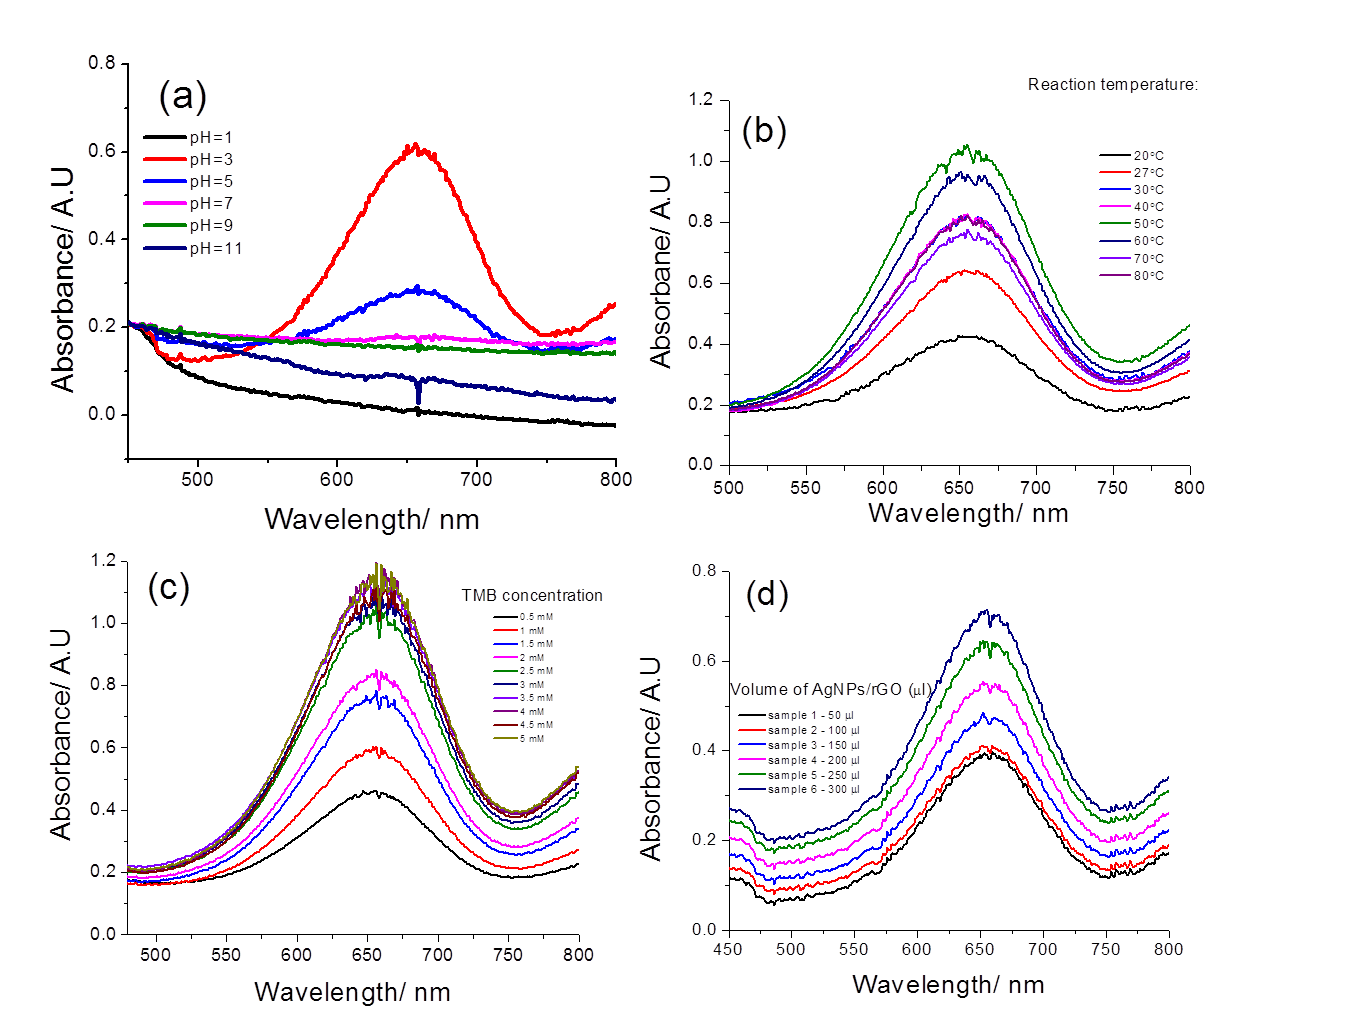 (a)
0.8
0.6
0.4
0.2
0.0
Absorbance/ A.U
pH=1
pH=3
pH=5
pH=7
pH=9
pH=11
500 600 700 800
Wavelength/ nm
(b)
Reaction temperature:
1.2
1.0
0.8
0.6
0.4
0.2
0.0
Absorbane/ A.U
20°C
27°C
30°C
40°C
50°C
60°C
70°C
80°C
500 550 600 650 700 750 800
Wavelength/ nm
(c)
1.2
1.0
0.8
0.6
0.4
0.2
0.0
Absorbance/ A.U
TMB concentration
0.5 mM
1 mM
1.5 mM
2 mM
2.5 mM
3 mM
3.5 mM
4 mM
4.5 mM
5 mM
500 550 600 650 700 750 800
Wavelength/ nm
(d)
0.8
0.6
0.4
0.2
0.0
Absorbance/ A.U
Volume of AgNPs/rGO (µl)
sample 1 - 50 µl
sample 2 - 100 µl
sample 3 - 150 µl
sample 4 - 200 µl
sample 5 - 250 µl
sample 6 - 300 µl
450 500 550 600 650 700 750 800
Wavelength/ nm